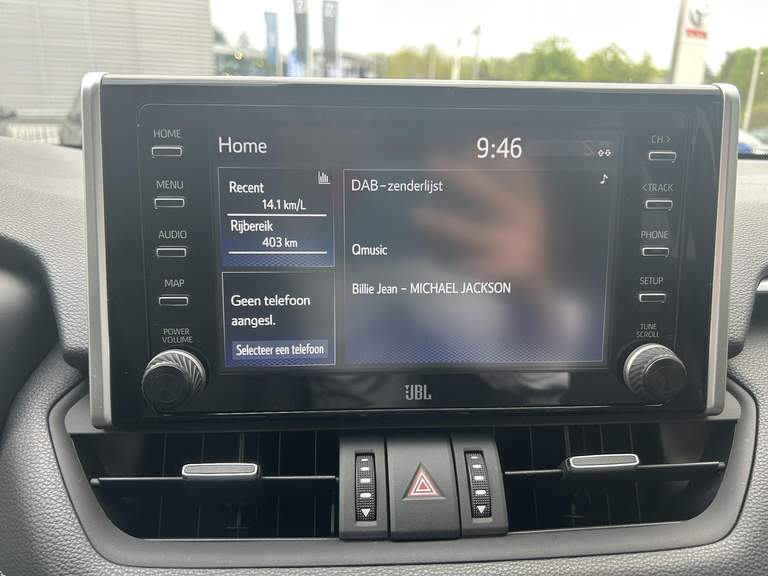 HOME
MENU
AUDIO
MAP
POWER
VOLUME
Home
9:46
Recent
14.1 km/L
Rijbereik
403 km
Geen telefoon
aangesl.
Selecteer een telefoon
DAB-zenderlijst
Qmusic
Billie Jean - MICHAEL JACKSON
CH >
< TRACK
PHONE
SETUP
TUNE
SCROLL
JBL